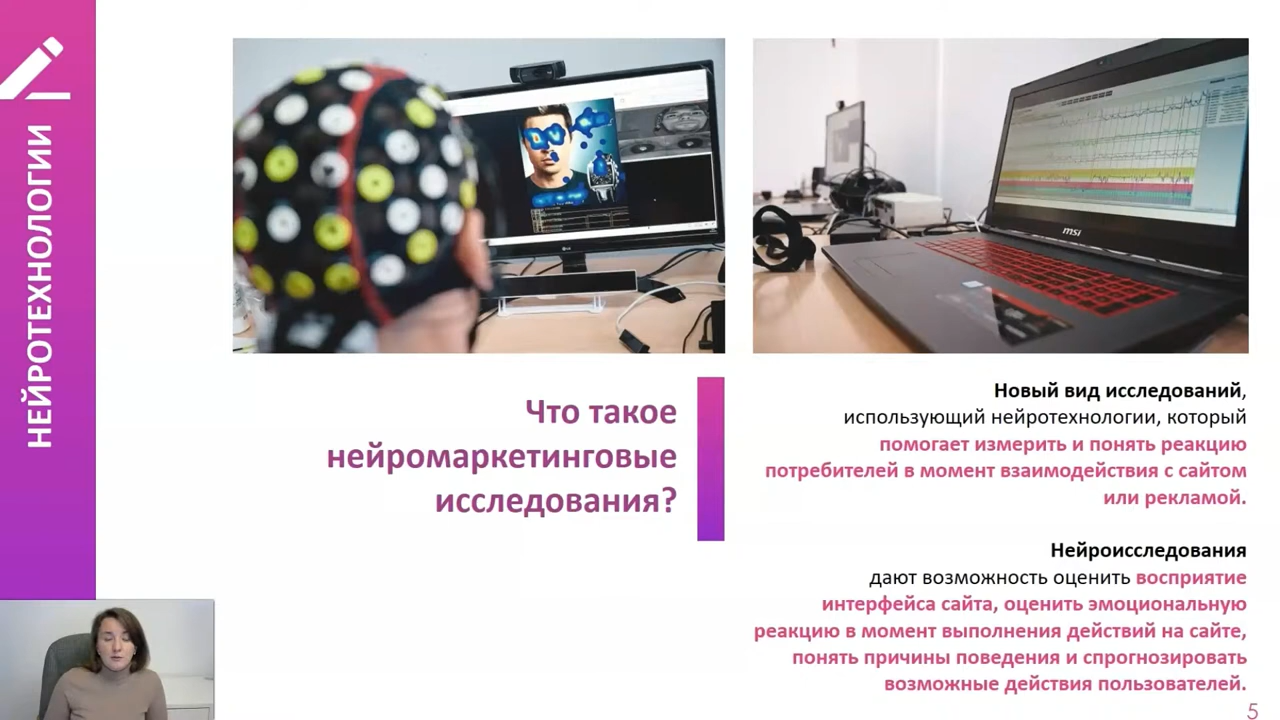 НЕЙРОТЕХНОЛОГИИ
msi
Что такое
нейромаркетинговые
исследования?
Новый вид исследований,
использующий нейротехнологии, который
помогает измерить и понять реакцию
потребителей в момент взаимодействия с сайтом
или рекламой.
Нейроисследования
дают возможность оценить восприятие
интерфейса сайта, оценить эмоциональную
реакцию в момент выполнения действий на сайте,
понять причины поведения и спрогнозировать
возможные действия пользователей.
5